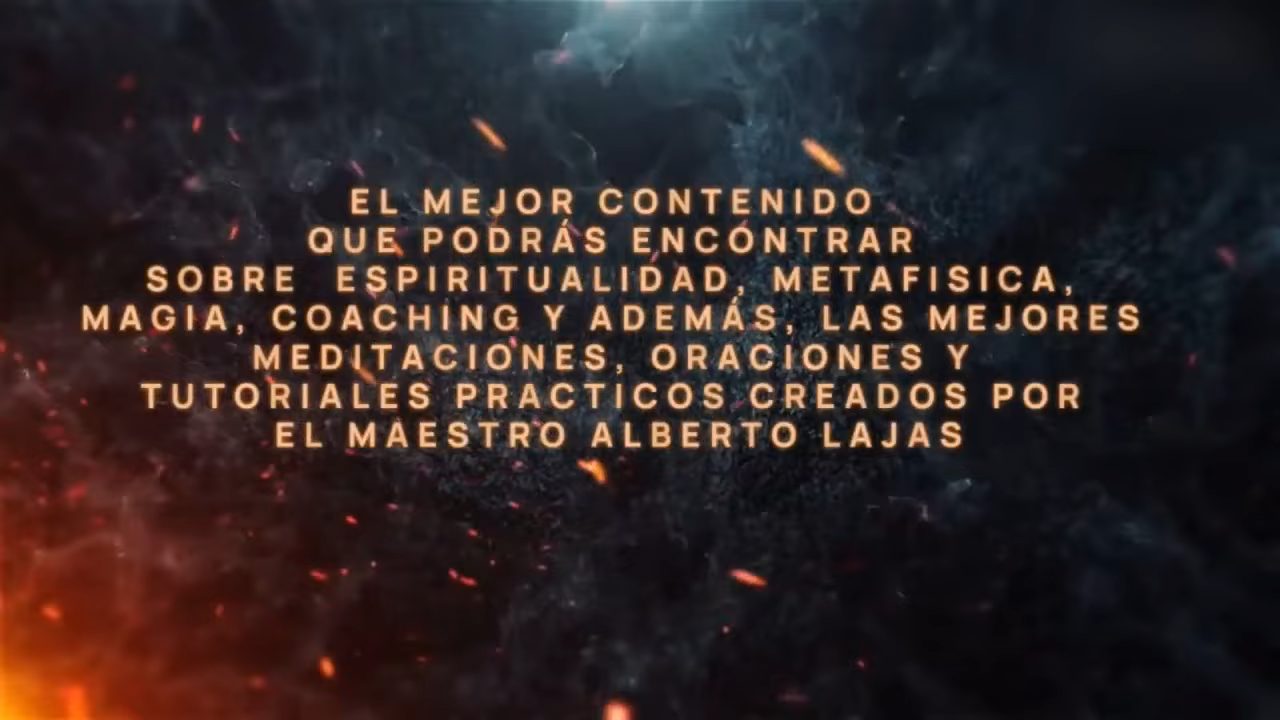 EL MEJOR CONTENIDO
QUE PODRÁS ENCONTRAR
SOBRE ESPIRITUALIDAD, METAFISICA,
MAGIA, COACHING Y ADEMÁS, LAS MEJORES
MEDITACIONES, ORACIONES Y
TUTORIALES PRACTICOS CREADOS POR
EL MAESTRO ALBERTO LAJAS